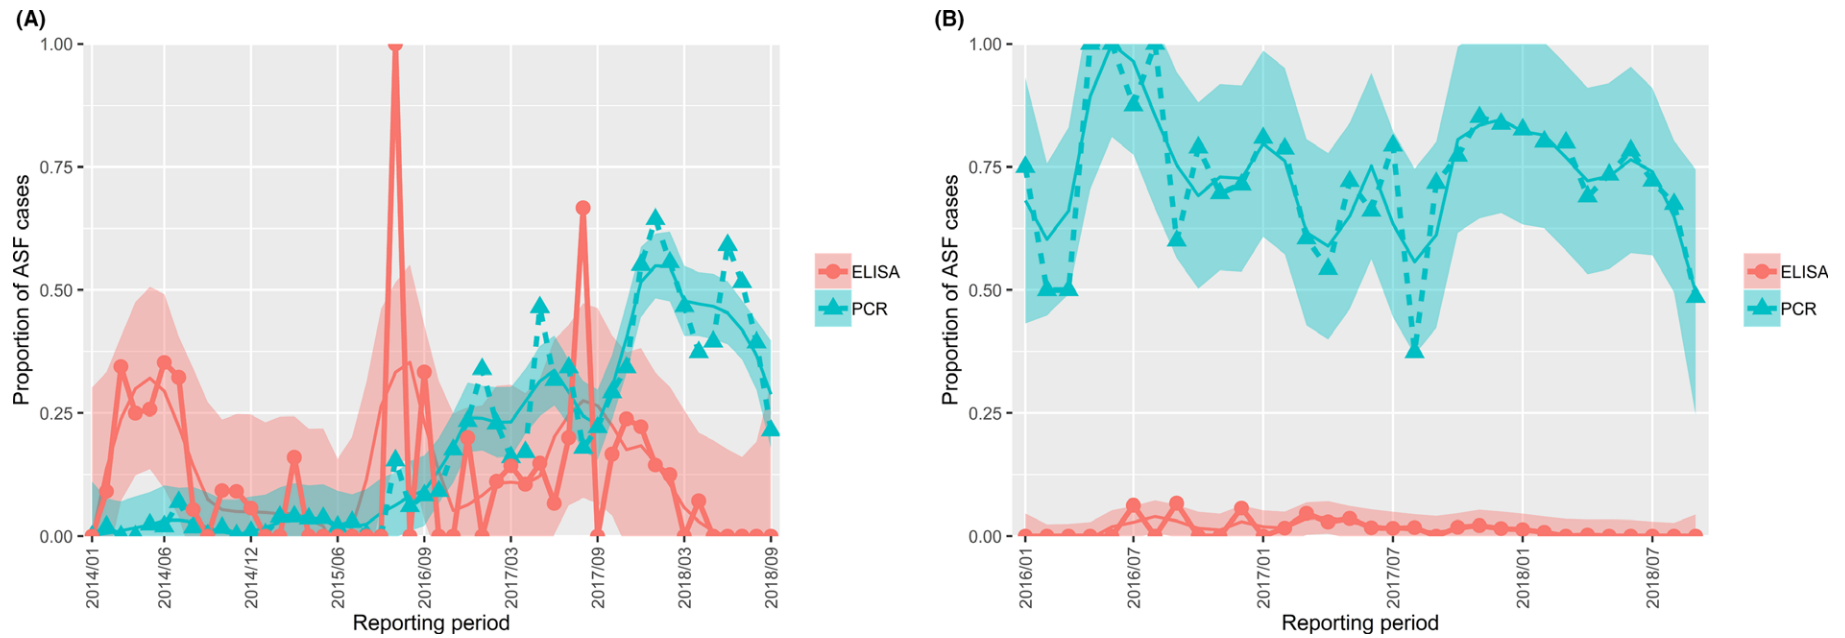 (A)
Proportion of ASF cases
1.00
0.75
0.50
0.25
0.00
2014/01
2014/06
2014/12
2015/06
2016/09
2017/03
2017/09
2018/03
2018/09
Reporting period
ELISA
PCR
(B)
Proportion of ASF cases
1.00
0.75
0.50
0.25
0.00
2016/01
2016/07
2017/01
2017/07
2018/01
2018/07
Reporting period
ELISA
PCR